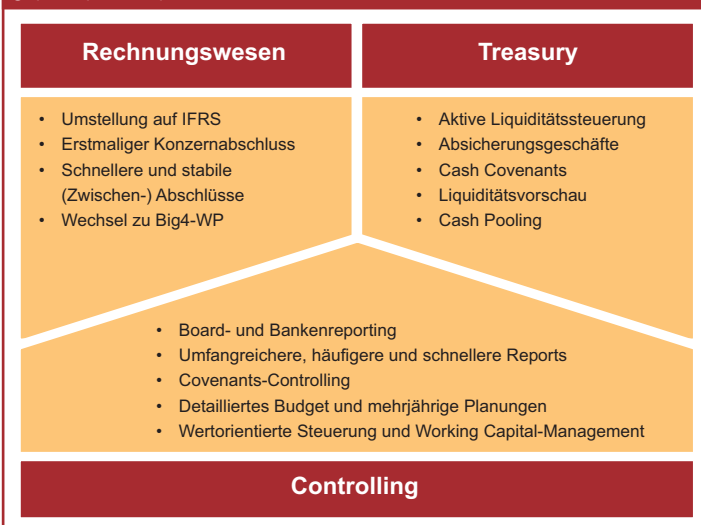 Rechnungswesen
• Umstellung auf IFRS
• Erstmaliger Konzernabschluss
• Schnellere und stabile
(Zwischen-) Abschlüsse
• Wechsel zu Big4-WP
Treasury
• Aktive Liquiditätssteuerung
• Absicherungsgeschäfte
• Cash Covenants
• Liquiditätsvorschau
• Cash Pooling
• Board- und Bankenreporting
• Umfangreichere, häufigere und schnellere Reports
• Covenants-Controlling
• Detailliertes Budget und mehrjährige Planungen
• Wertorientierte Steuerung und Working Capital-Management
Controlling